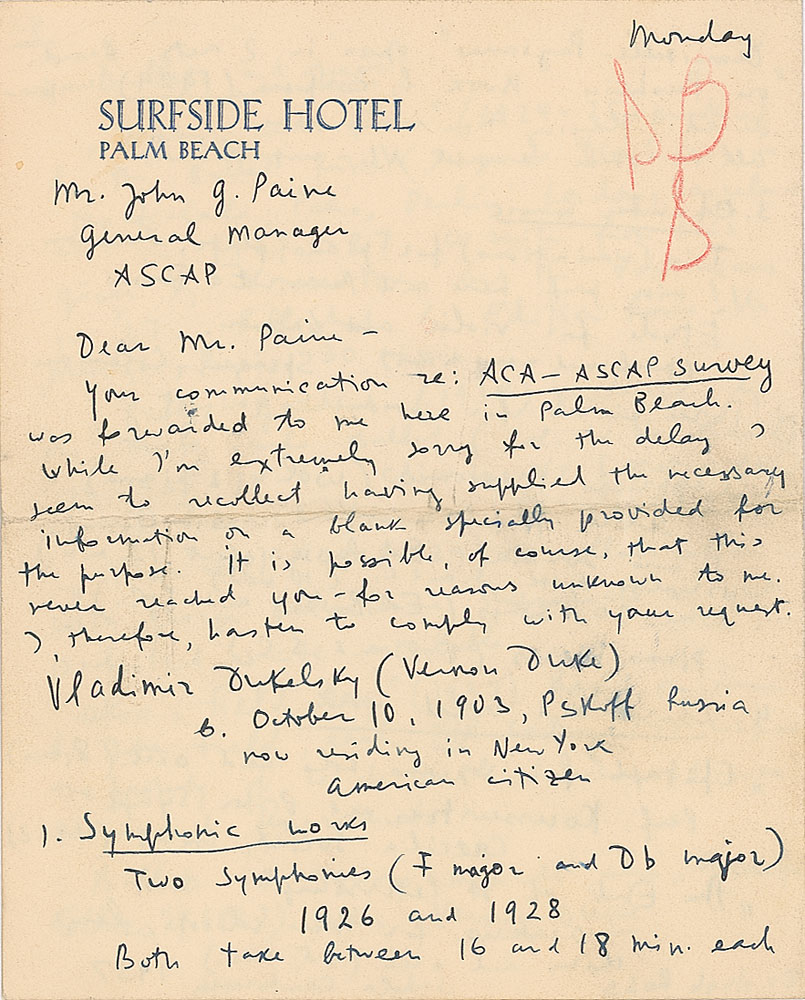 Monday
SURFSIDE HOTEL
PALM BEACH
Mr. John G. Paine
General Manager
ASCAP
Dear Mr. Paine –
Your communication re: ACA – ASCAP survey
was forwarded to me here in Palm Beach.
While I'm extremely sorry for the delay I
seem to recollect having supplied the necessary
information on a blank specially provided for
the purpose. It is possible, of course, that this
never reached you – for reasons unknown to me.
I, therefore, hasten to comply with your request.
Vladimir Dukelsky (Vernon Duke)
b. October 10, 1903, Pskoff Russia
now residing in New York
American citizen
1. Symphonic works
Two Symphonies (F major and Db major)
1926 and 1928
Both take between 16 and 18 min. each